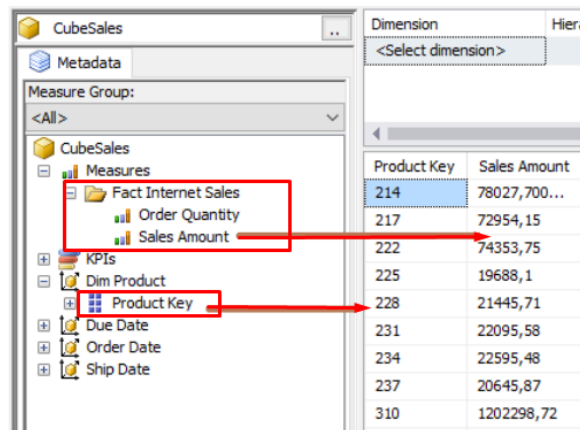 CubeSales
..
Metadata
Measure Group:
<All>
CubeSales
Measures
Fact Internet Sales
Order Quantity
Sales Amount
KPIs
Dim Product
Product Key
Due Date
Order Date
Ship Date
Dimension Hiera
<Select dimension>
Product Key Sales Amount
214 78027,700...
217 72954,15
222 74353,75
225 19688,1
228 21445,71
231 22095,58
234 22595,48
237 20645,87
310 1202298,72